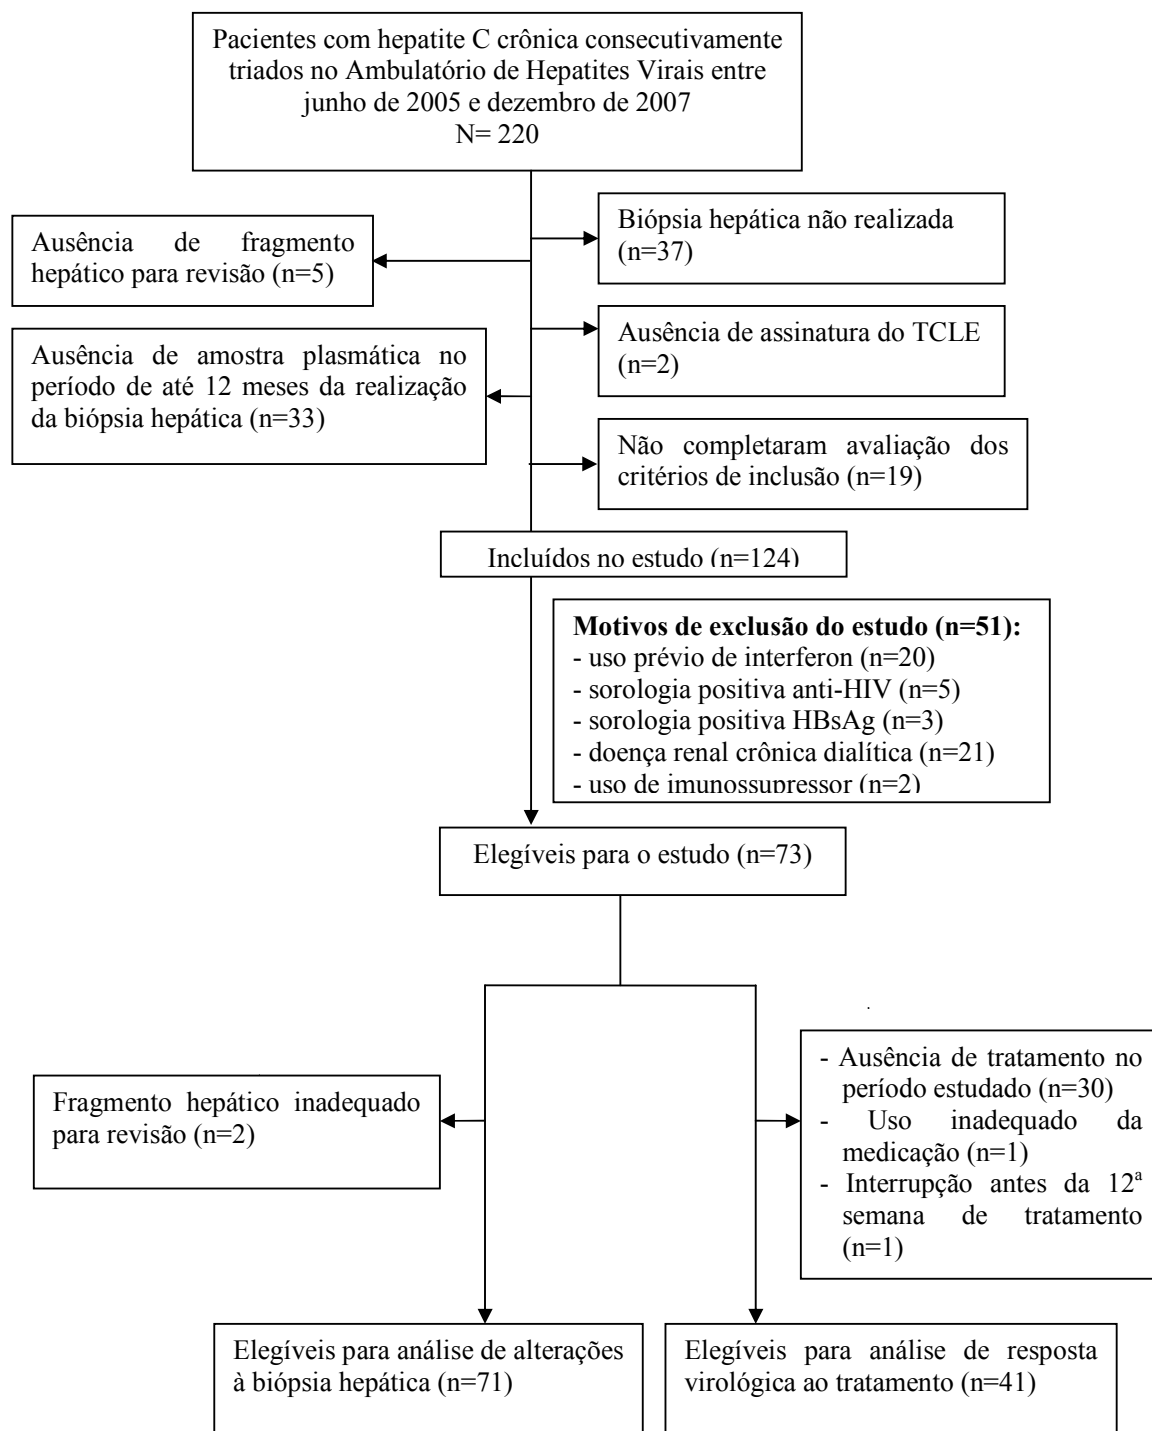 Pacientes com hepatite C crônica consecutivamente
triados no Ambulatório de Hepatites Virais entre
junho de 2005 e dezembro de 2007
N= 220
Biópsia hepática não realizada
(n=37)
Ausência de fragmento
hepático para revisão (n=5)
Ausência de assinatura do TCLE
(n=2)
Ausência de amostra plasmática no
período de até 12 meses da realização
da biópsia hepática (n=33)
Não completaram avaliação dos
critérios de inclusão (n=19)
Incluídos no estudo (n=124)
Motivos de exclusão do estudo (n=51):
- uso prévio de interferon (n=20)
- sorologia positiva anti-HIV (n=5)
- sorologia positiva HBsAg (n=3)
- doença renal crônica dialítica (n=21)
- uso de imunossupressor (n=2)
Elegíveis para o estudo (n=73)
Fragmento hepático inadequado
para revisão (n=2)
- Ausência de tratamento no
período estudado (n=30)
- Uso inadequado da
medicação (n=1)
- Interrupção antes da 12ª
semana de tratamento
(n=1)
Elegíveis para análise de alterações
à biópsia hepática (n=71)
Elegíveis para análise de resposta
virológica ao tratamento (n=41)